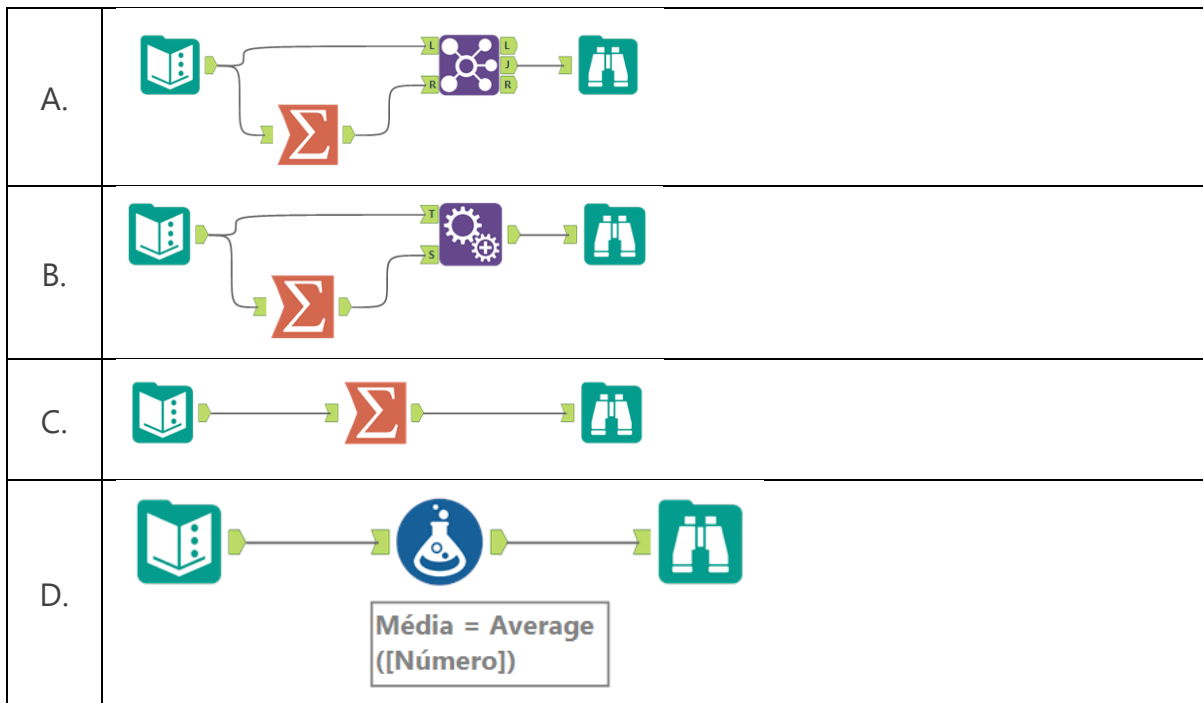 A.
L
L
J
R
R
Σ
B.
T
S
Σ
C.
Σ
D.
Média = Average
([Número])